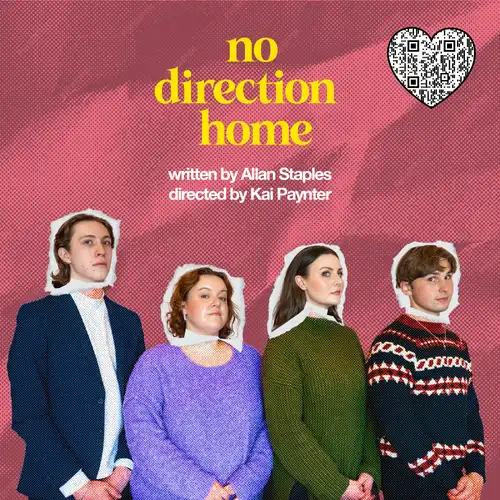 no
direction
home
written by Allan Staples
directed by Kai Paynter